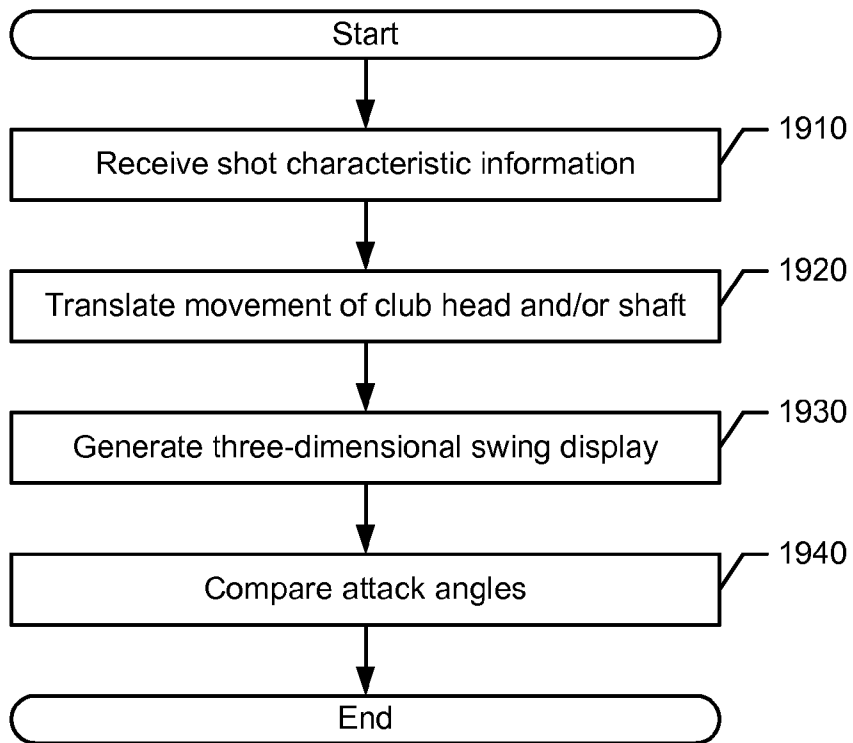 Start
1910
Receive shot characteristic information
1920
Translate movement of club head and/or shaft
1930
Generate three-dimensional swing display
1940
Compare attack angles
End